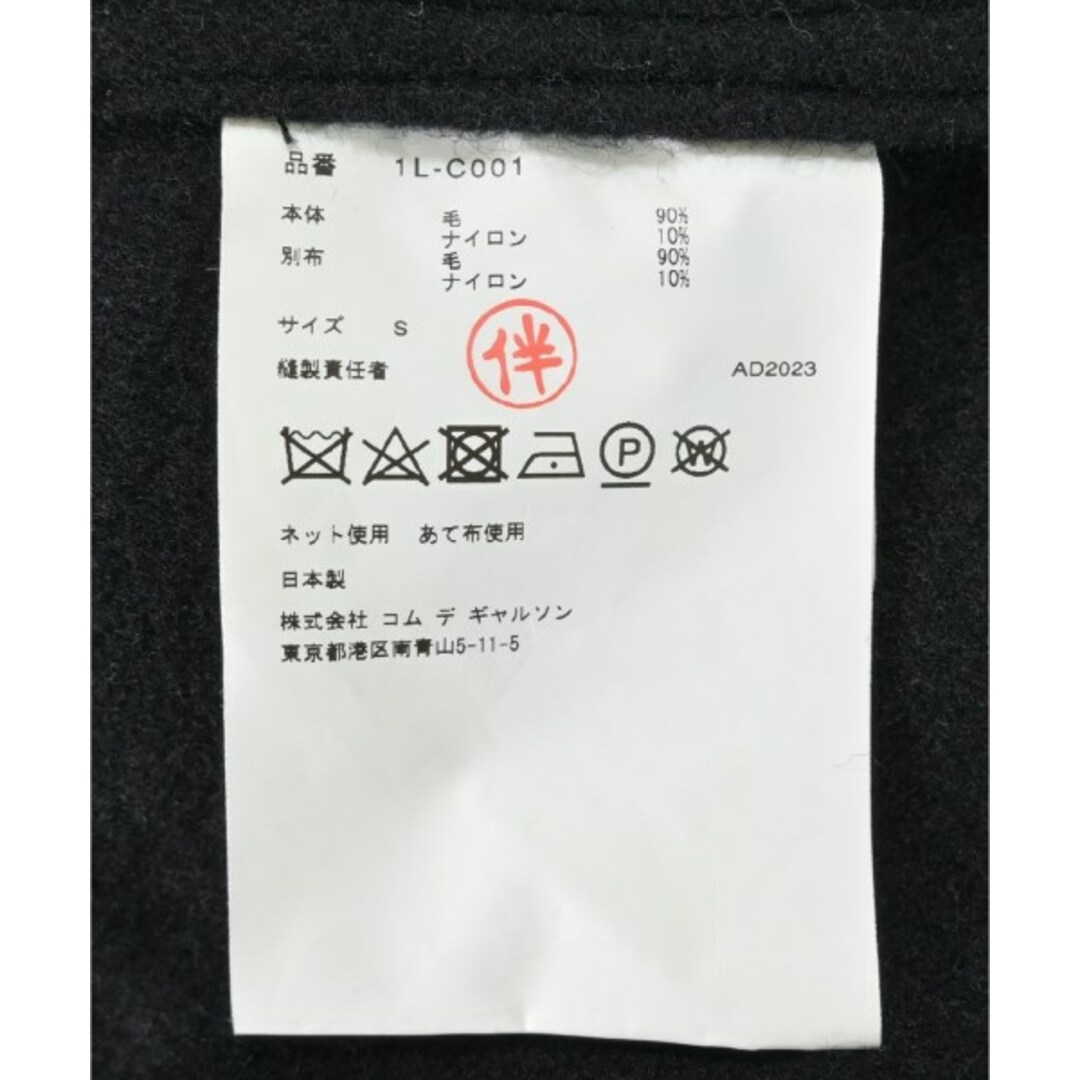 品番 1L-C001
本体 毛 90%
ナイロン 10%
別布 毛 90%
ナイロン 10%
サイズ S
伴
縫製責任者 AD2023
P W
ネット使用 あて布使用
日本製
株式会社 コム デ ギャルソン
東京都港区南青山5-11-5